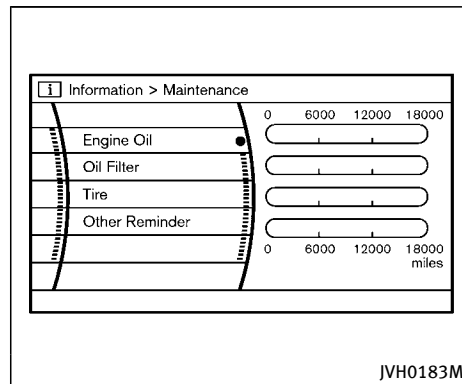 i Information > Maintenance
0 6000 12000 18000
Engine Oil
Oil Filter
Tire
Other Reminder
0 6000 12000 18000
miles
JVH0183M